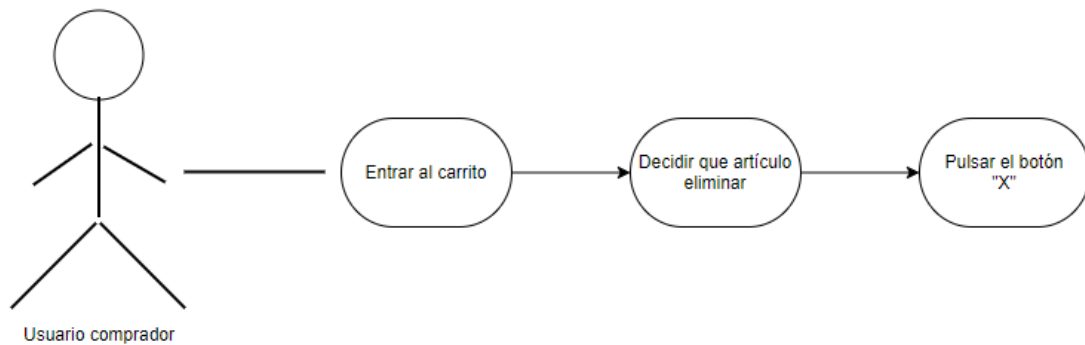 Entrar al carrito
Decidir que artículo
eliminar
Pulsar el botón
"X"
Usuario comprador